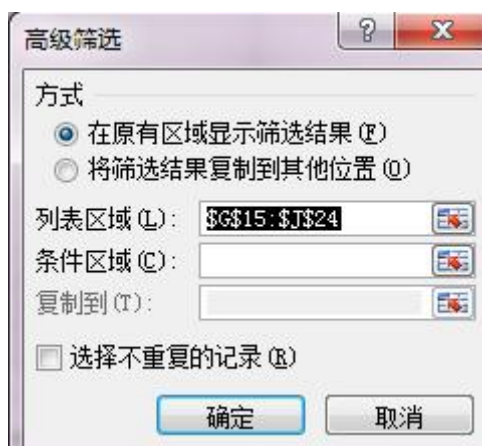 高级筛选
方式
在原有区域显示筛选结果(F)
将筛选结果复制到其他位置(O)
列表区域(L): $G$15:$J$24
条件区域(C):
复制到(T):
选择不重复的记录(R)
确定 取消